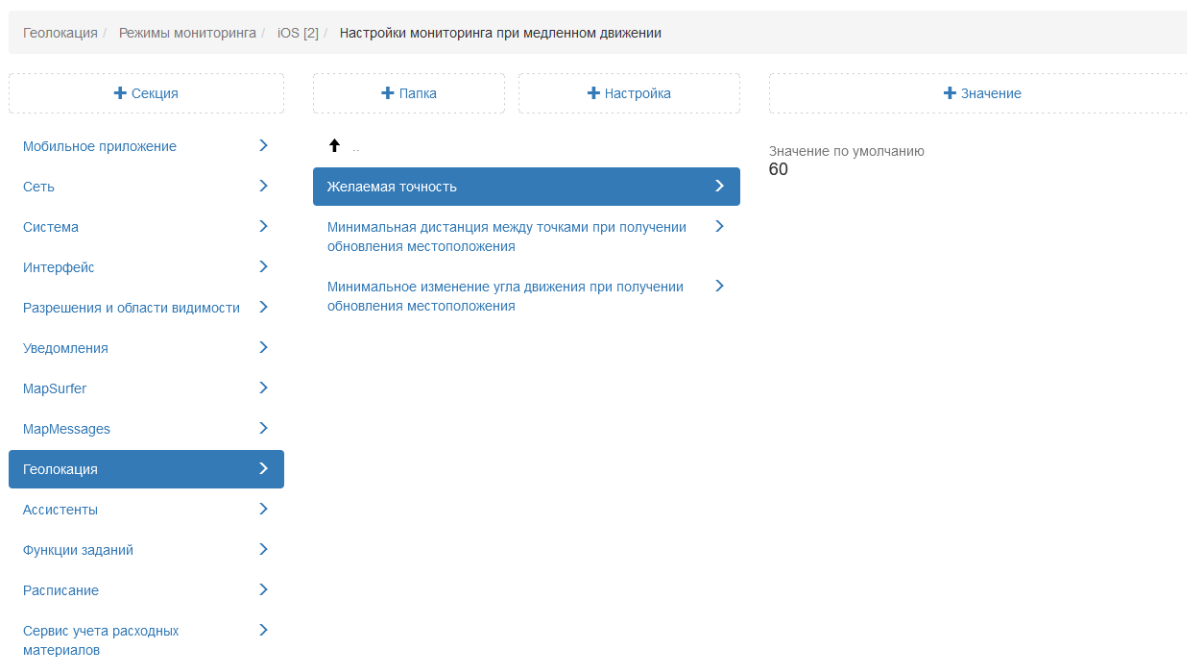 Геолокация / Режимы мониторинга / iOS [2] / Настройки мониторинга при медленном движении
+ Секция
+ Папка
+ Настройка
+ Значение
Мобильное приложение
Сеть
Система
Интерфейс
Разрешения и области видимости
Уведомления
MapSurfer
MapMessages
Геолокация
Ассистенты
Функции заданий
Расписание
Сервис учета расходных
материалов
..
Желаемая точность
Минимальная дистанция между точками при получении
обновления местоположения
Минимальное изменение угла движения при получении
обновления местоположения
Значение по умолчанию
60